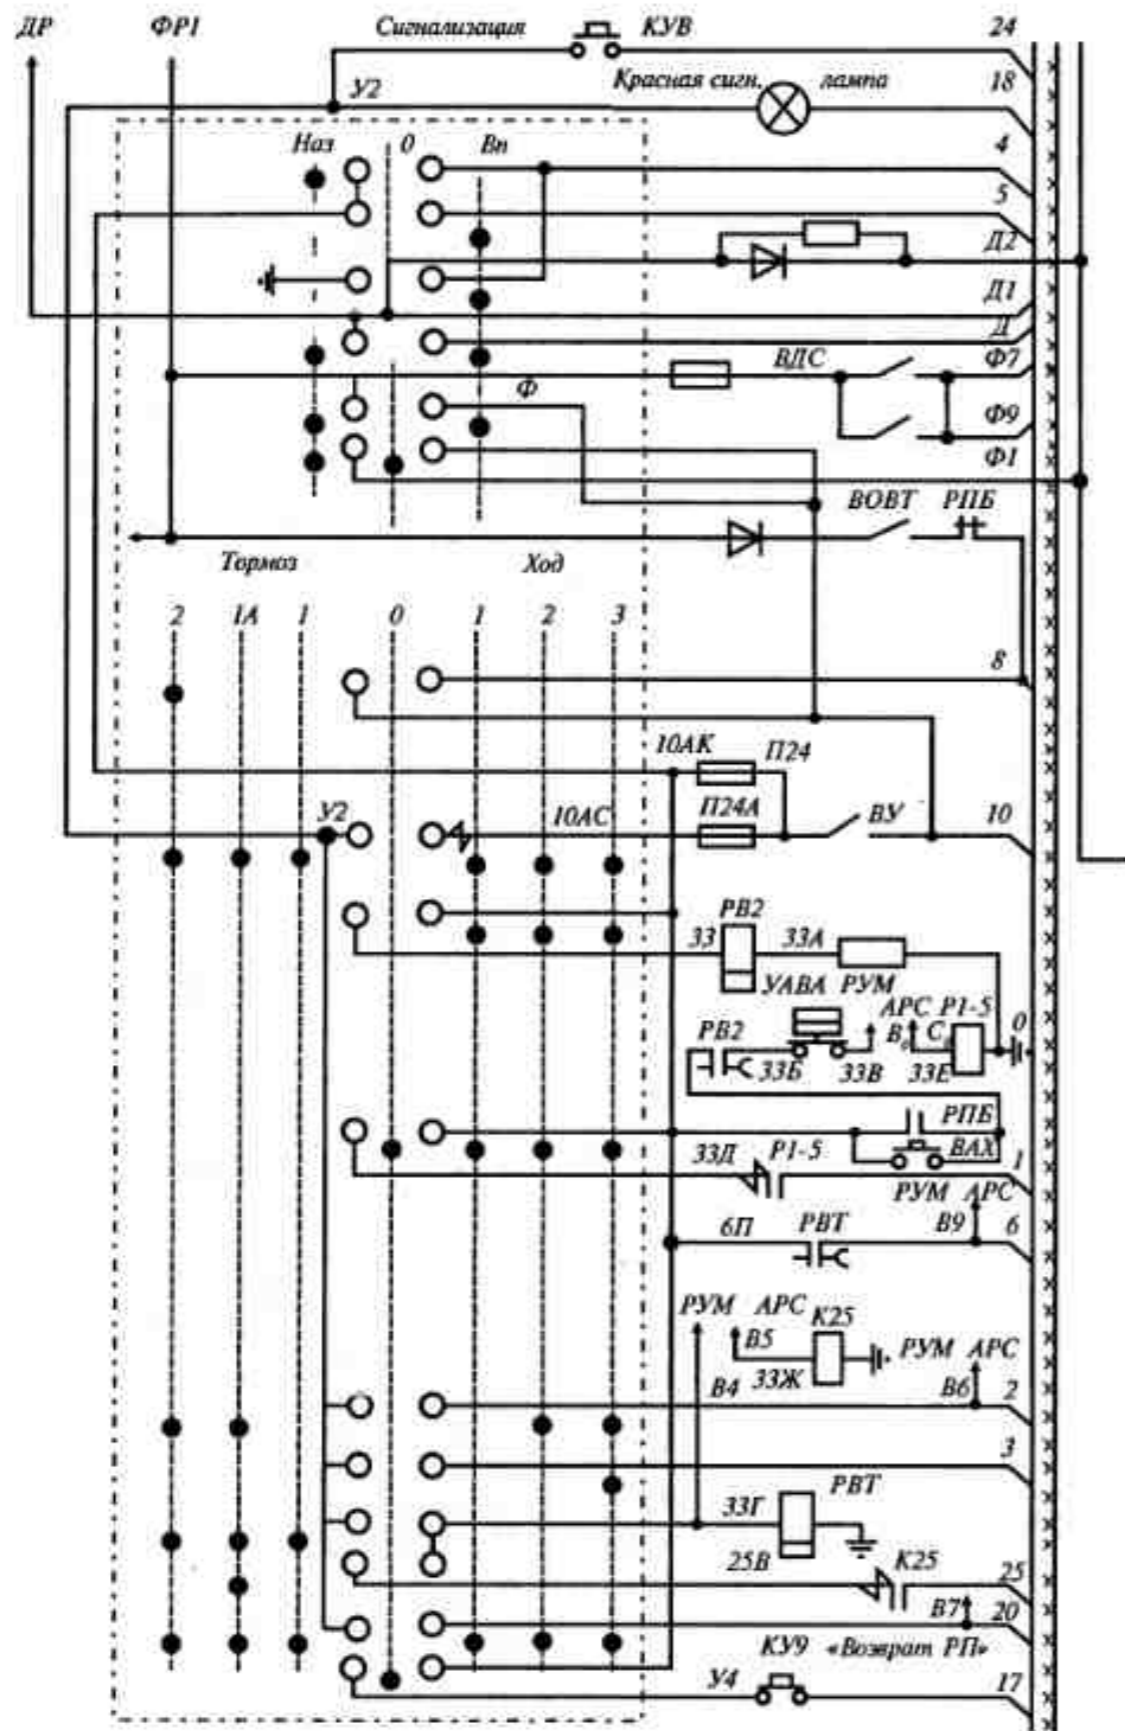 ДР ФР1 Сигнализация КУВ 24
У2 Красная сигн. лампа 18
Наз 0 Вп 4
5
Д2
Д1
Д
Ф ВДС Ф7
Ф9
Ф1
ВОВТ РПБ
Тормоз Ход
2 1А 1 0 1 2 3
8
10АК П24
У2 10АС П24А ВУ 10
РВ2
33 33А
УАВА РУМ
РВ2 АРС Р1-5 0
33Б 33В 33Е
РПБ
ВАХ
33Д Р1-5 1
РУМ АРС
6П РВТ В9 6
РУМ АРС К25
В5 РУМ АРС
В4 33Ж В6 2
3
33Г РВТ
25В К25 25
В7 20
КУ9 «Возврат РП»
У4 17